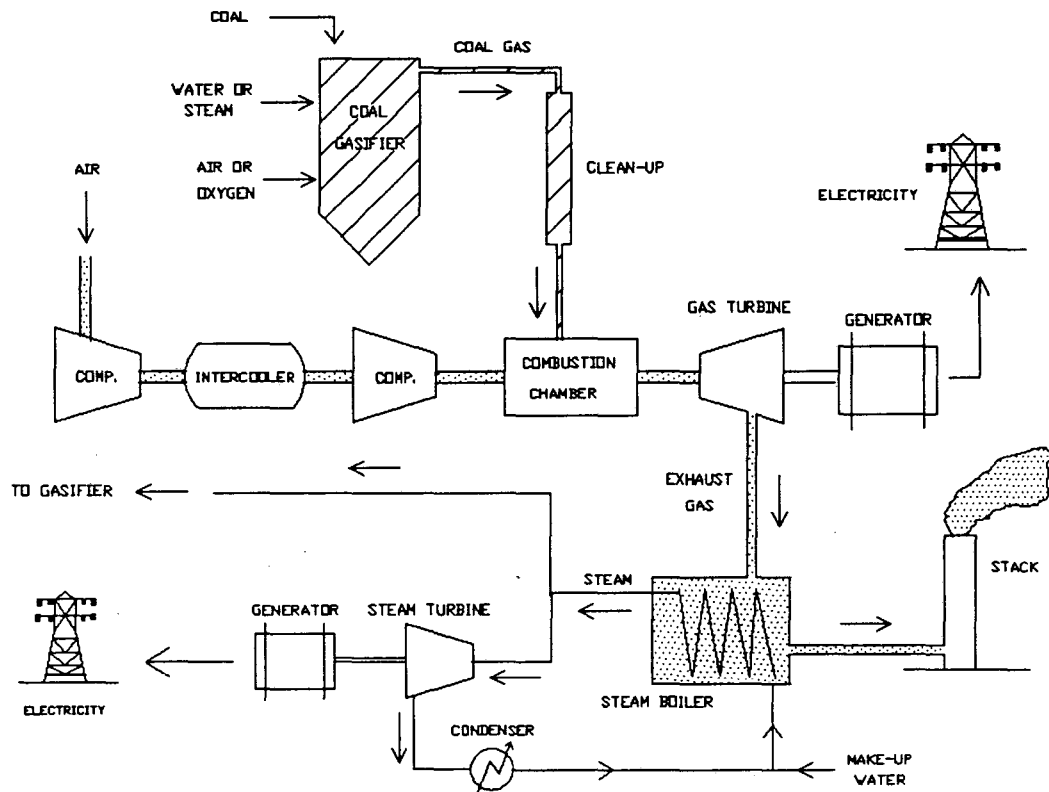 COAL
COAL GAS
WATER OR
STEAM
COAL
GASIFIER
AIR OR
OXYGEN
CLEAN-UP
AIR
ELECTRICITY
GAS TURBINE
GENERATOR
COMP.
INTERCOOLER
COMP.
COMBUSTION
CHAMBER
TO GASIFIER
EXHAUST
GAS
STACK
STEAM
GENERATOR
STEAM TURBINE
STEAM BOILER
ELECTRICITY
CONDENSER
MAKE-UP
WATER